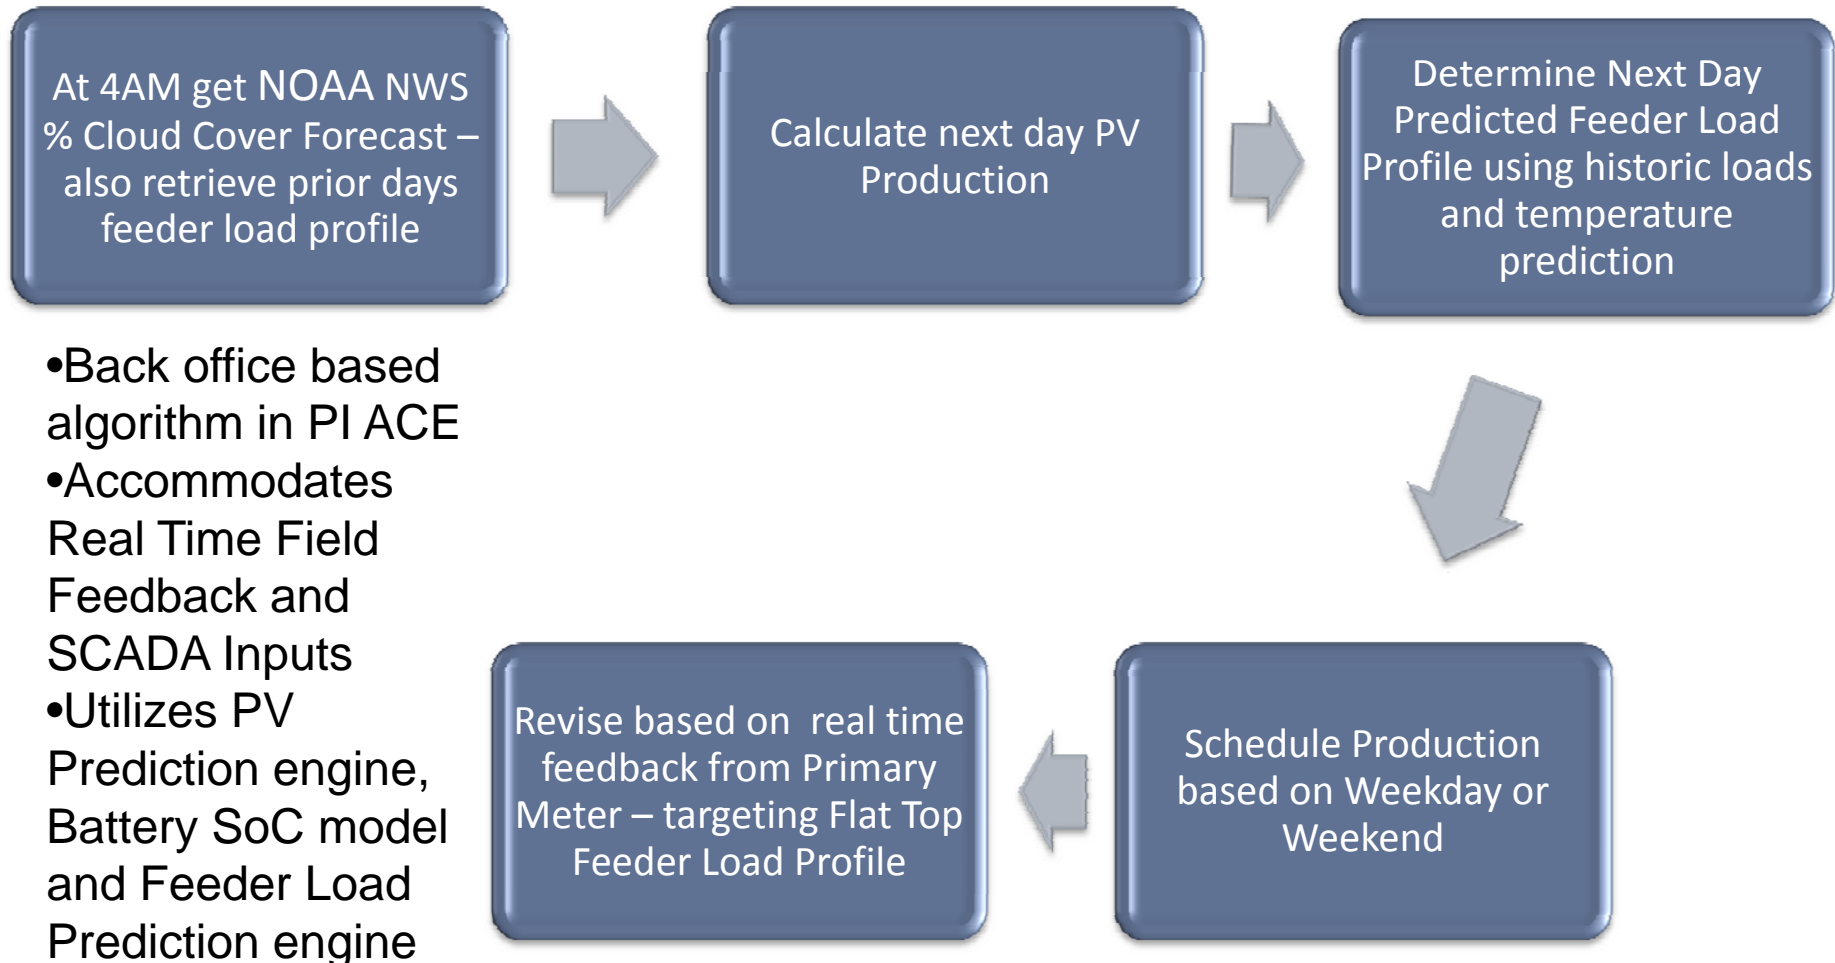 At 4AM get NOAA NWS
% Cloud Cover Forecast –
also retrieve prior days
feeder load profile
Calculate next day PV
Production
Determine Next Day
Predicted Feeder Load
Profile using historic loads
and temperature
prediction
•Back office based
algorithm in PI ACE
•Accommodates
Real Time Field
Feedback and
SCADA Inputs
•Utilizes PV
Prediction engine,
Battery SoC model
and Feeder Load
Prediction engine
Schedule Production
based on Weekday or
Weekend
Revise based on  real time
feedback from Primary
Meter – targeting Flat Top
Feeder Load Profile